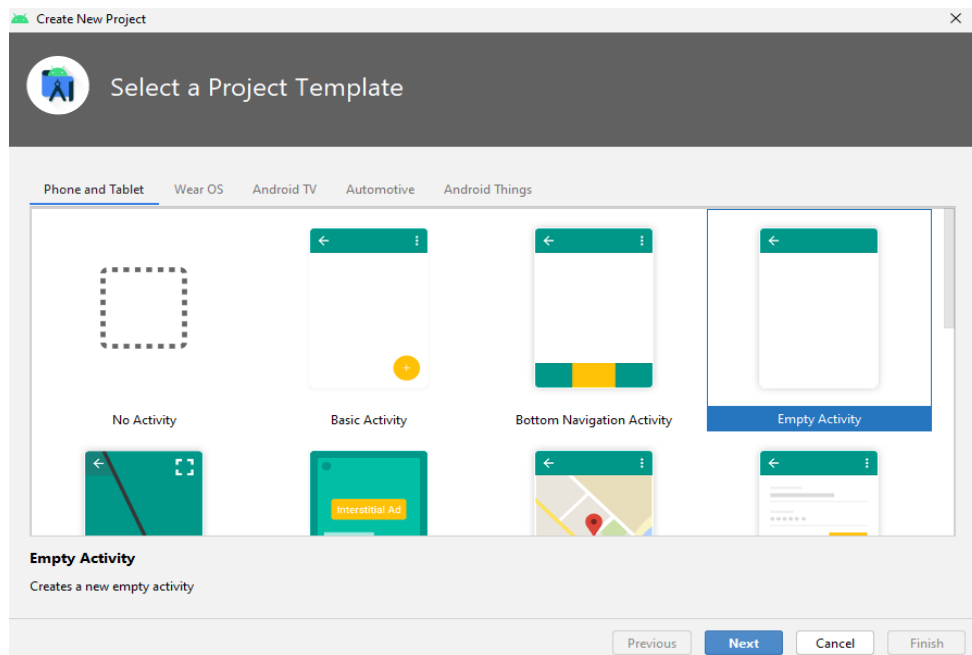 Create New Project
Select a Project Template
Phone and Tablet Wear OS Android TV Automotive Android Things
No Activity Basic Activity Bottom Navigation Activity Empty Activity
Interstitial Ad
Empty Activity
Creates a new empty activity
Previous Next Cancel Finish